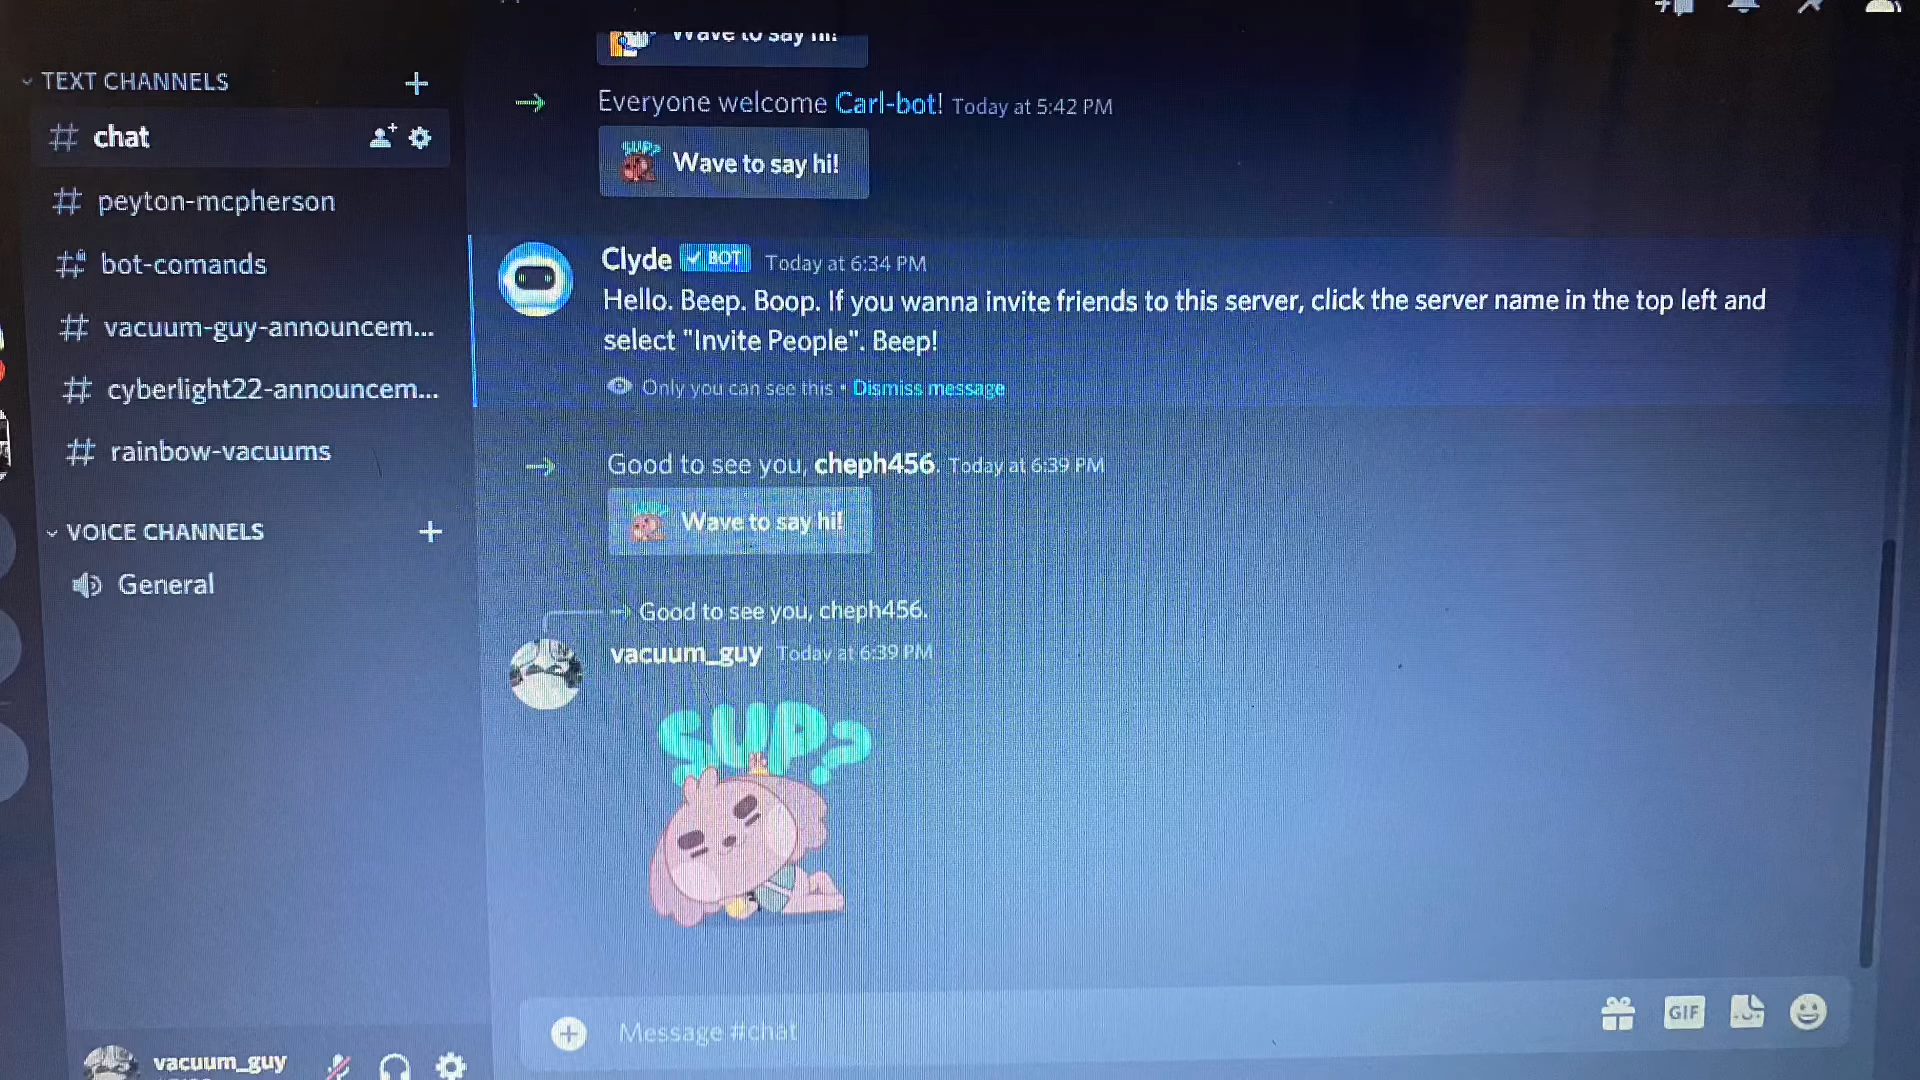 Wave to say hi!
TEXT CHANNELS
Everyone welcome Carl-bot! Today at 5:42 PM
chat
SUP?
Wave to say hi!
peyton-mcpherson
bot-comands
Clyde BOT Today at 6:34 PM
Hello. Beep. Boop. If you wanna invite friends to this server, click the server name in the top left and
select "Invite People". Beep!
Only you can see this • Dismiss message
vacuum-guy-announcem...
cyberlight22-announcem...
rainbow-vacuums
Good to see you, cheph456. Today at 6:39 PM
Wave to say hi!
VOICE CHANNELS
General
Good to see you, cheph456.
vacuum_guy Today at 6:39 PM
SUP?
Message #chat
GIF
vacuum_guy